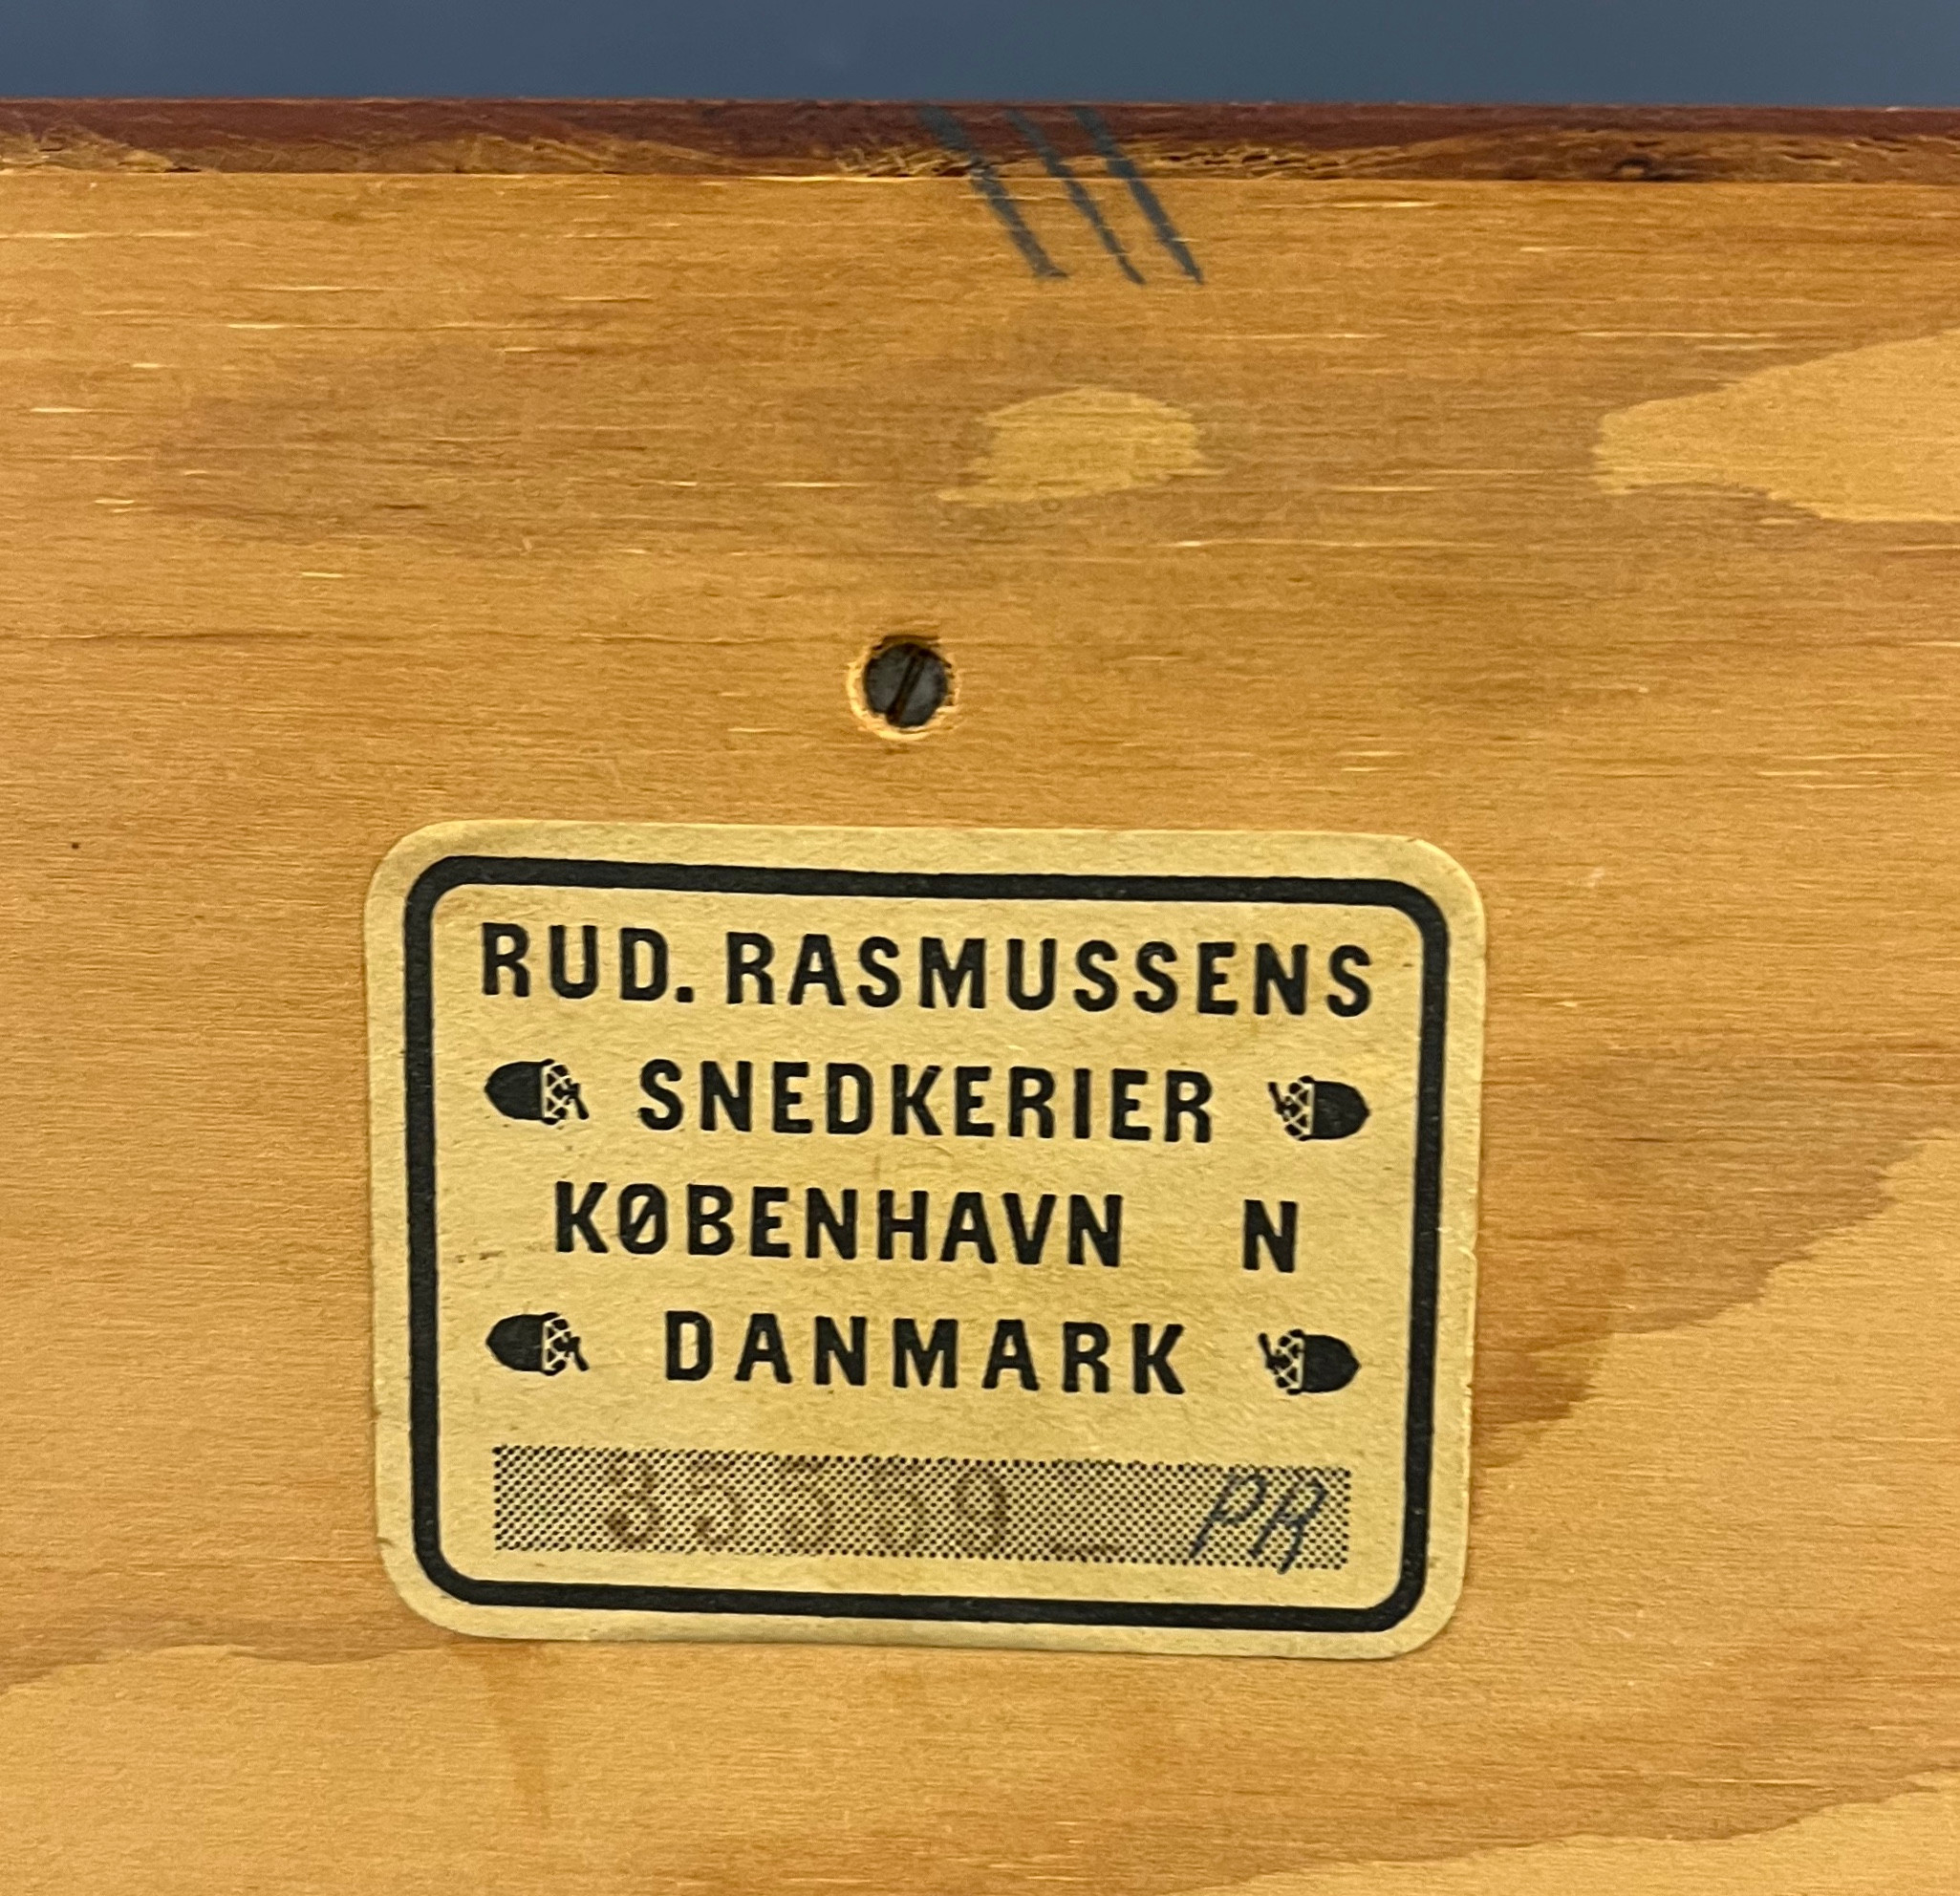 RUD. RASMUSSENS
SNEDKERIER
KØBENHAVN N
DANMARK
PR